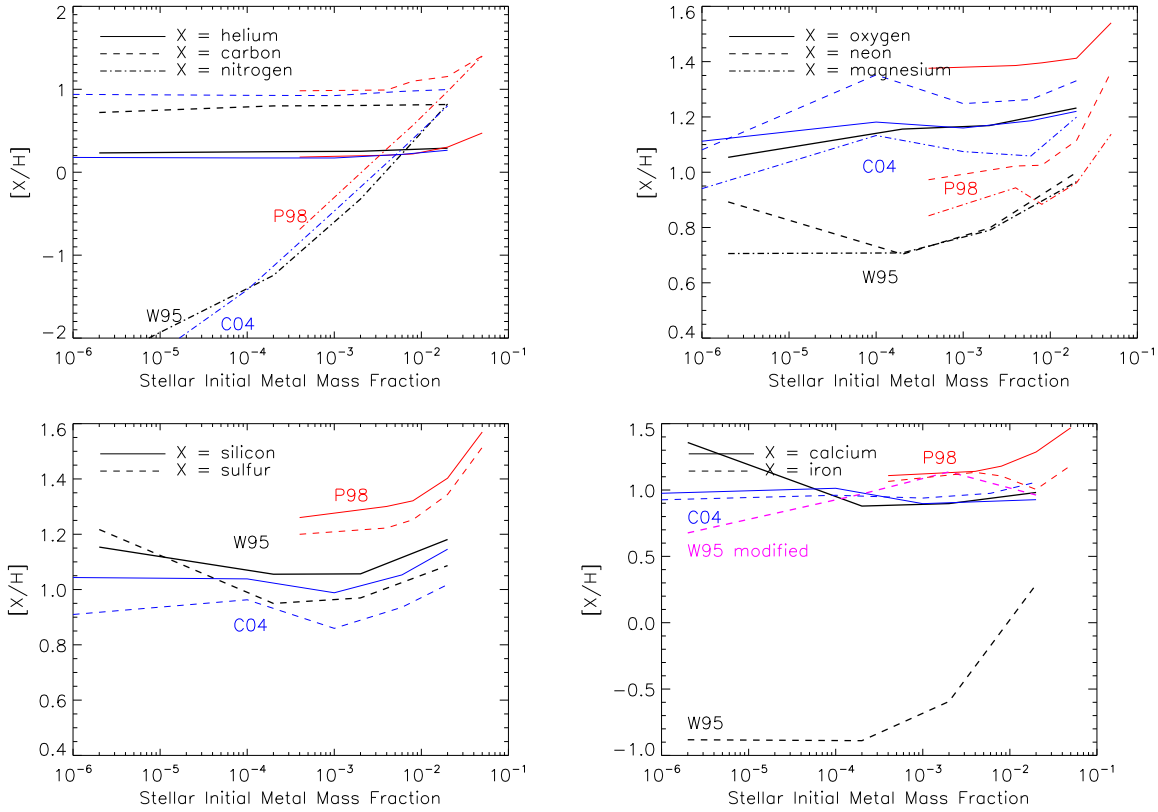 2
1
0
−1
−2
[X/H]
X = helium
X = carbon
X = nitrogen
P98
W95
C04
10⁻⁶ 10⁻⁵ 10⁻⁴ 10⁻³ 10⁻² 10⁻¹
Stellar Initial Metal Mass Fraction
1.6
1.4
1.2
1.0
0.8
0.6
0.4
[X/H]
X = oxygen
X = neon
X = magnesium
C04
P98
W95
10⁻⁶ 10⁻⁵ 10⁻⁴ 10⁻³ 10⁻² 10⁻¹
Stellar Initial Metal Mass Fraction
1.6
1.4
1.2
1.0
0.8
0.6
0.4
[X/H]
X = silicon
X = sulfur
P98
W95
C04
10⁻⁶ 10⁻⁵ 10⁻⁴ 10⁻³ 10⁻² 10⁻¹
Stellar Initial Metal Mass Fraction
1.5
1.0
0.5
0.0
−0.5
−1.0
[X/H]
X = calcium
X = iron
P98
C04
W95 modified
W95
10⁻⁶ 10⁻⁵ 10⁻⁴ 10⁻³ 10⁻² 10⁻¹
Stellar Initial Metal Mass Fraction